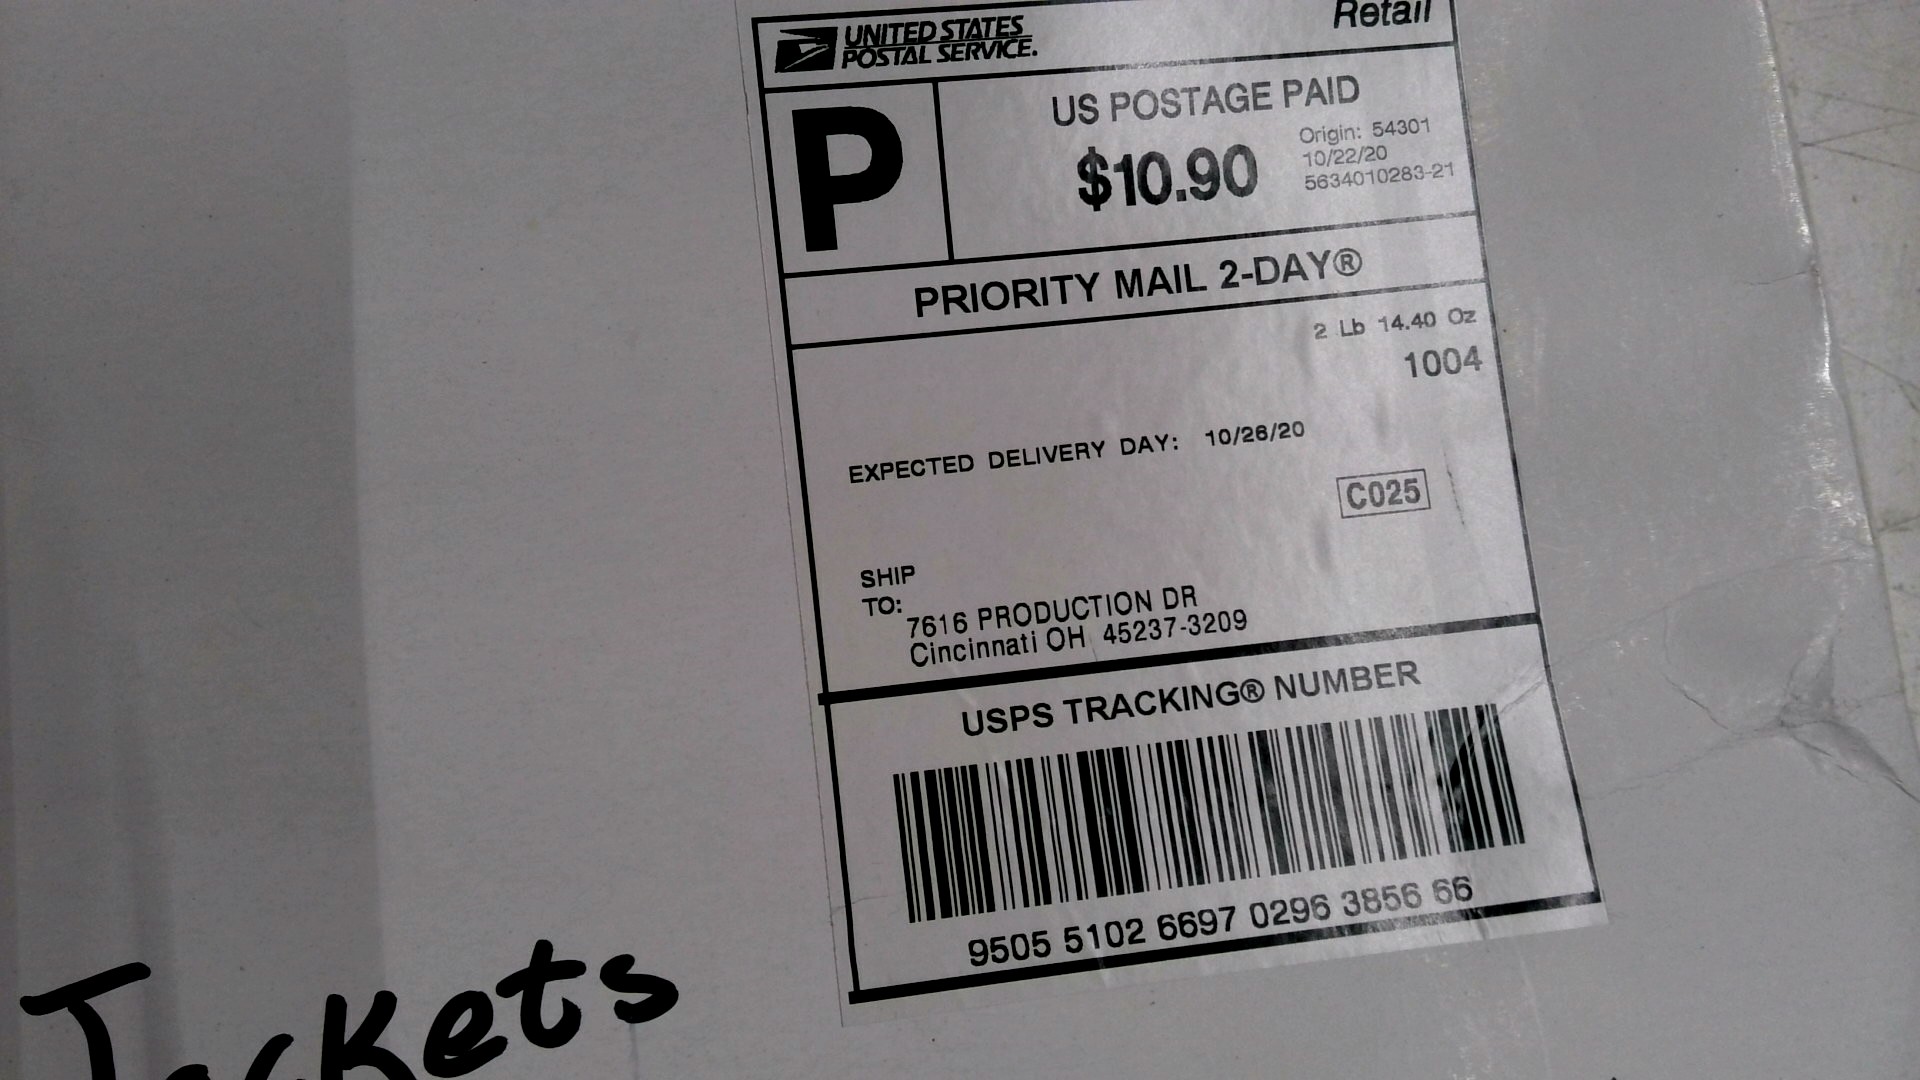 UNITED STATES
POSTAL SERVICE.
Retail
P
US POSTAGE PAID
$10.90
Origin: 54301
10/22/20
5634010283-21
PRIORITY MAIL 2-DAY®
2 Lb 14.40 Oz
1004
EXPECTED DELIVERY DAY: 10/26/20
C025
SHIP
TO:
7616 PRODUCTION DR
Cincinnati OH 45237-3209
USPS TRACKING® NUMBER
9505 5102 6697 0296 3856 66
Jackets